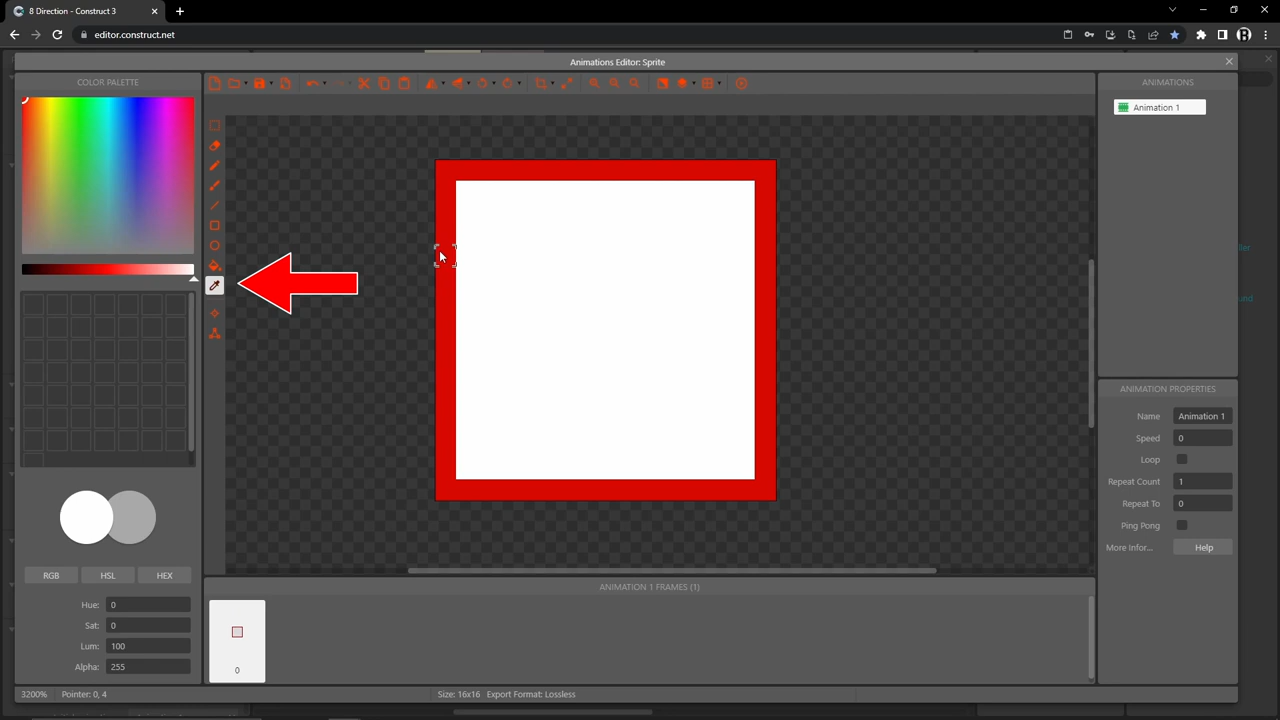 8 Direction - Construct 3
editor.construct.net
Animations Editor: Sprite
COLOR PALETTE
ANIMATIONS
Animation 1
ANIMATION PROPERTIES
Name Animation 1
Speed 0
Loop
Repeat Count 1
Repeat To 0
Ping Pong
More Infor... Help
RGB HSL HEX
Hue: 0
Sat: 0
Lum: 100
Alpha: 255
ANIMATION 1 FRAMES (1)
0
3200% Pointer: 0, 4 Size: 16x16 Export Format: Lossless